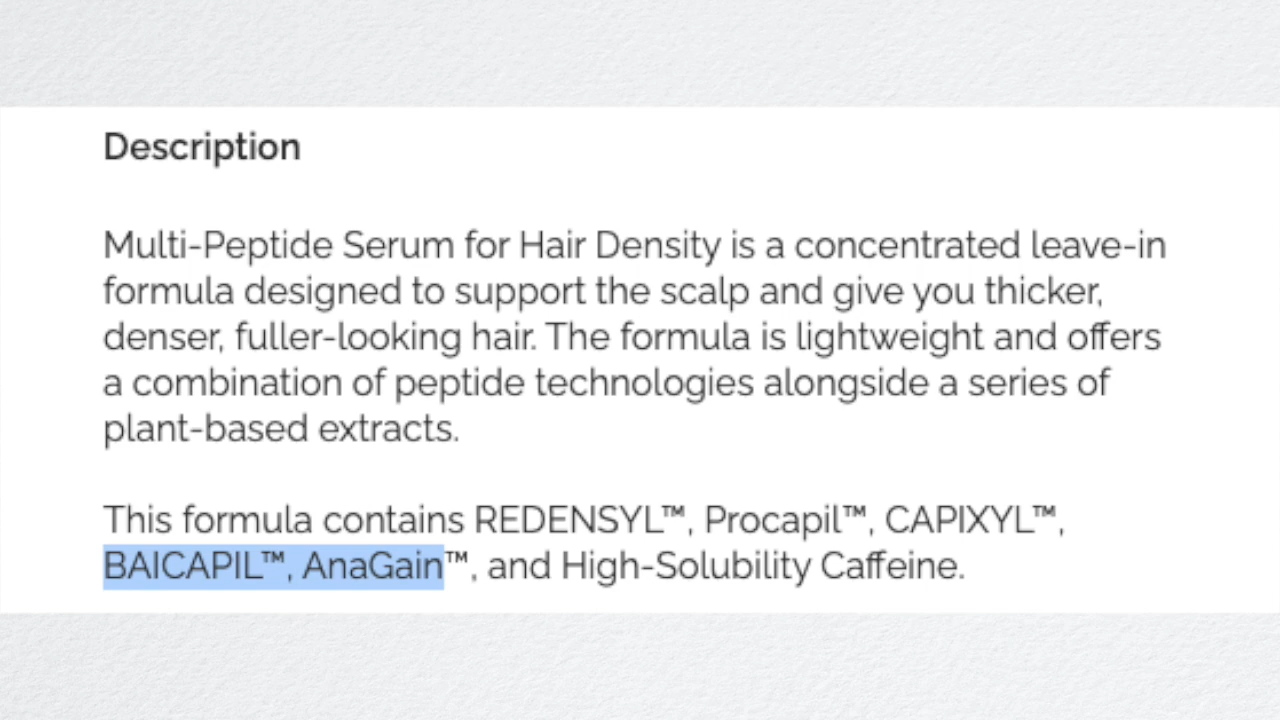 Description
Multi-Peptide Serum for Hair Density is a concentrated leave-in
formula designed to support the scalp and give you thicker,
denser, fuller-looking hair. The formula is lightweight and offers
a combination of peptide technologies alongside a series of
plant-based extracts.
This formula contains REDENSYL™, Procapil™, CAPIXYL™,
BAICAPIL™, AnaGain™, and High-Solubility Caffeine.